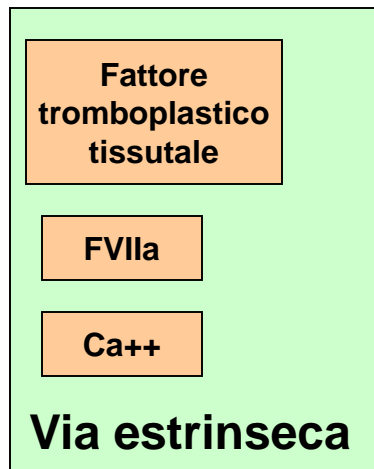 Fattore
tromboplastico
tissutale
FVIIa
Ca++
Via estrinseca